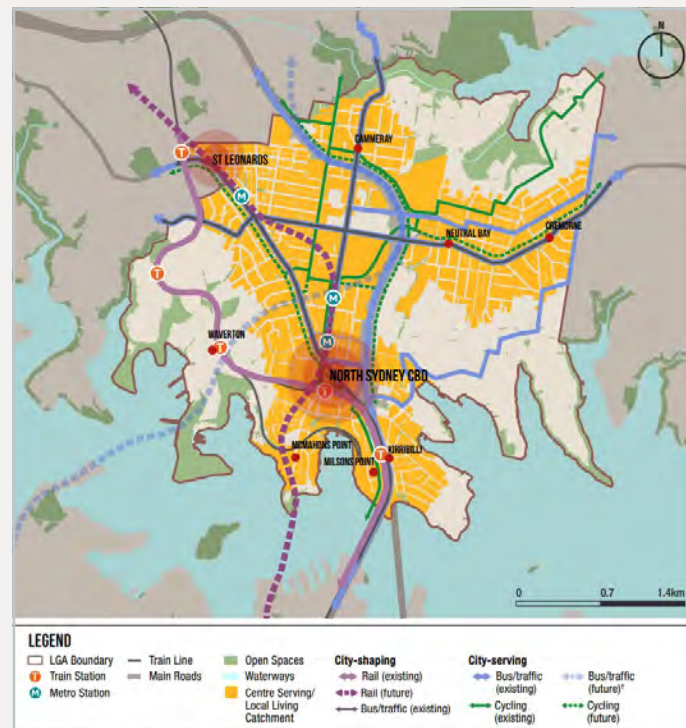 N
CAMMERAY
T
ST LEONARDS
M
NEUTRAL BAY
CREMORNE
T
M
WAVERTON
T
M
NORTH SYDNEY CBD
T
MCMAHONS POINT
T
KIRRIBILLI
MILSONS POINT
0 0.7 1.4km
LEGEND
LGA Boundary
T Train Station
M Metro Station
Train Line
Main Roads
Open Spaces
Waterways
Centre Serving/
Local Living
Catchment
City-shaping
Rail (existing)
Rail (future)
Bus/traffic (existing)
City-serving
Bus/traffic
(existing)
Cycling
(existing)
Bus/traffic
(future)
Cycling
(future)